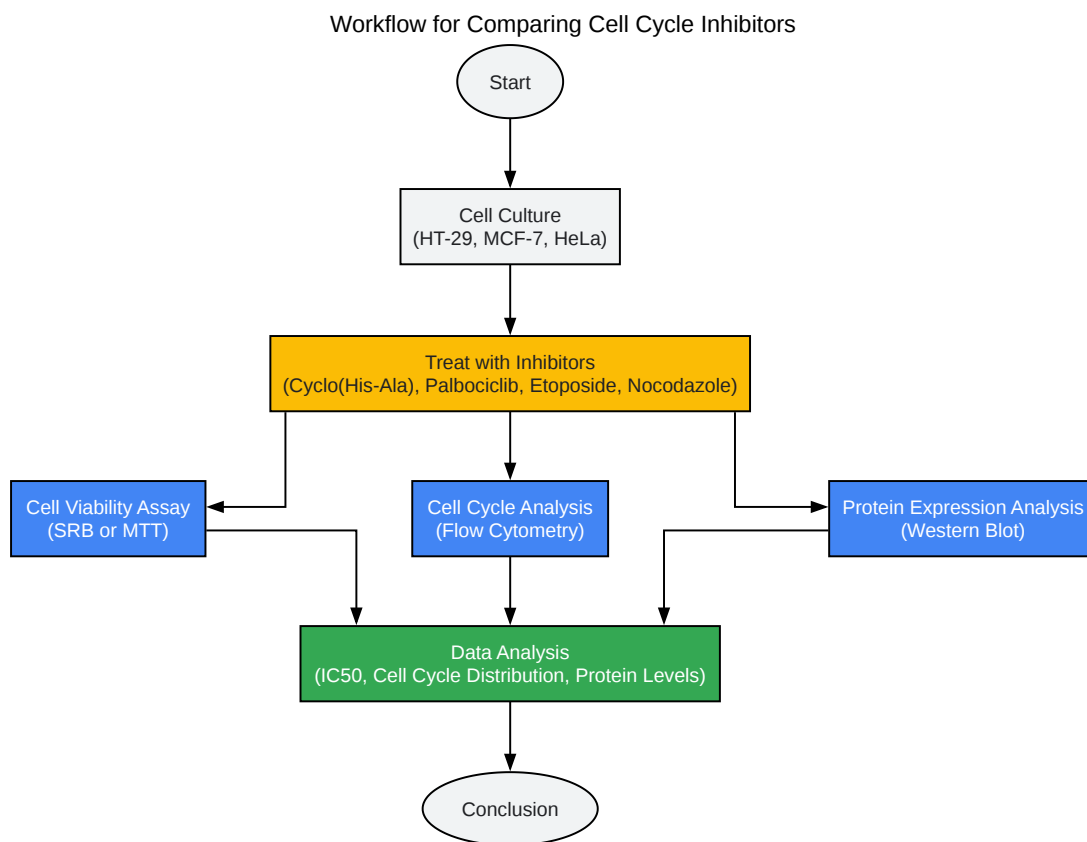 Workflow for Comparing Cell Cycle Inhibitors
Start
Cell Culture
(HT-29, MCF-7, HeLa)
Treat with Inhibitors
(Cyclo(His-Ala), Palbociclib, Etoposide, Nocodazole)
Cell Viability Assay
(SRB or MTT)
Cell Cycle Analysis
(Flow Cytometry)
Protein Expression Analysis
(Western Blot)
Data Analysis
(IC50, Cell Cycle Distribution, Protein Levels)
Conclusion